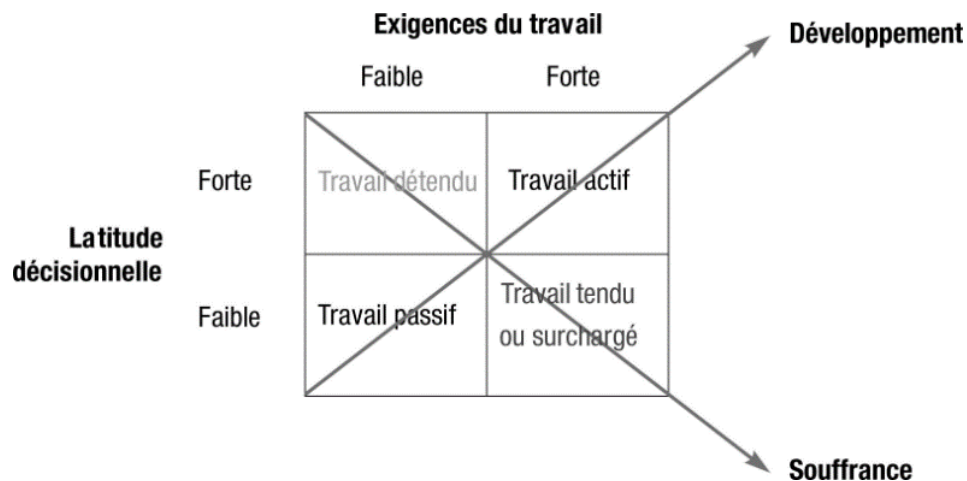 Exigences du travail
Développement
Faible
Forte
Forte
Travail détendu
Travail actif
Latitude
décisionnelle
Faible
Travail passif
Travail tendu
ou surchargé
Souffrance